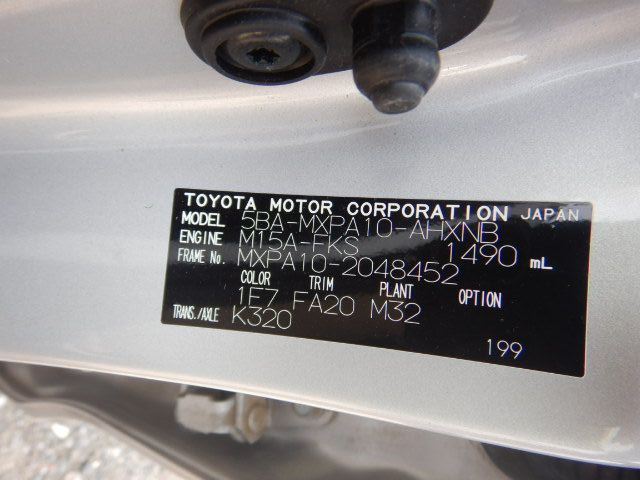 TOYOTA MOTOR CORPORATION JAPAN
MODEL 5BA-MXPA10-AHXNB
ENGINE M15A-FKS 1490 mL
FRAME No. MXPA10-2048452
COLOR TRIM PLANT OPTION
1F7 FA20 M32
TRANS./AXLE K320
199